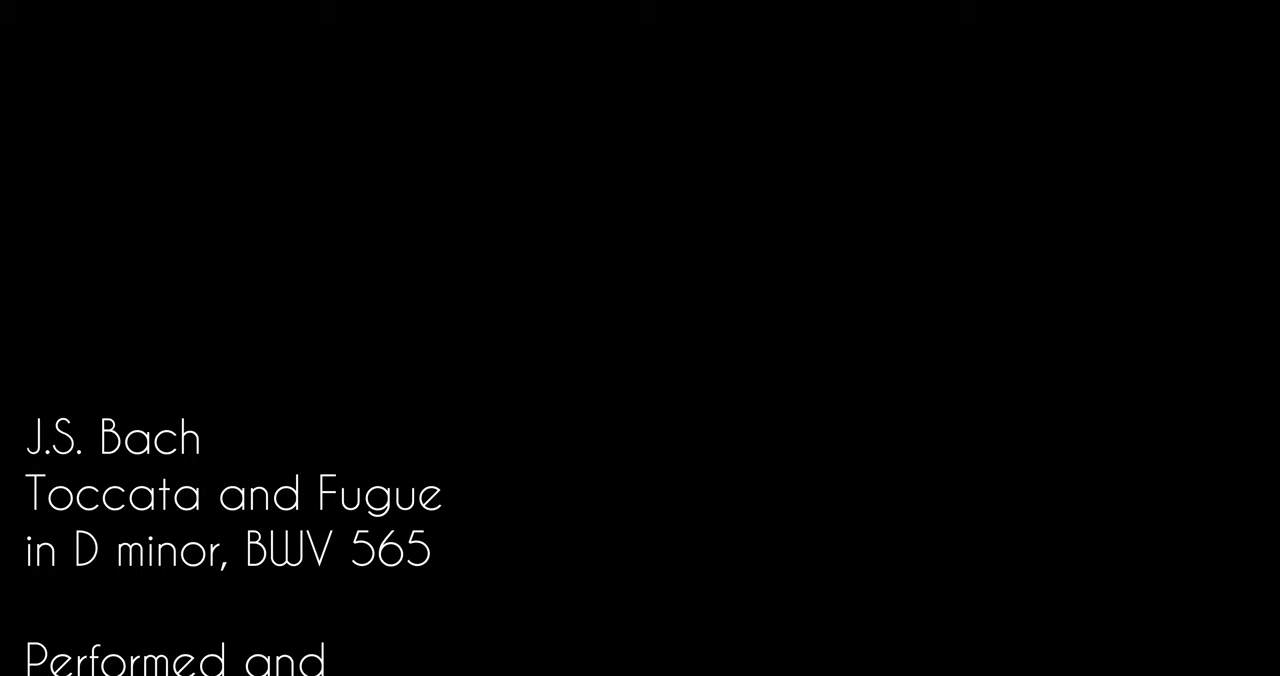 J.S. Bach
Toccata and Fugue
in D minor, BWV 565
Performed and